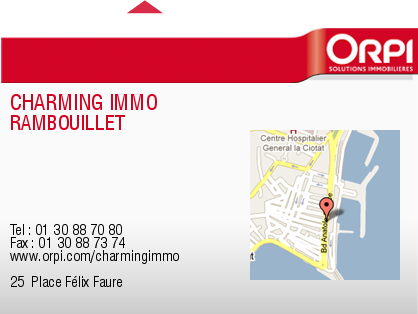 ORPI
SOLUTIONS IMMOBILIÈRES
CHARMING IMMO
RAMBOUILLET
Centre Hospitalier
General la Ciotat
Bd Anatole
Tel : 01 30 88 70 80
Fax : 01 30 88 73 74
www.orpi.com/charmingimmo
25 Place Félix Faure